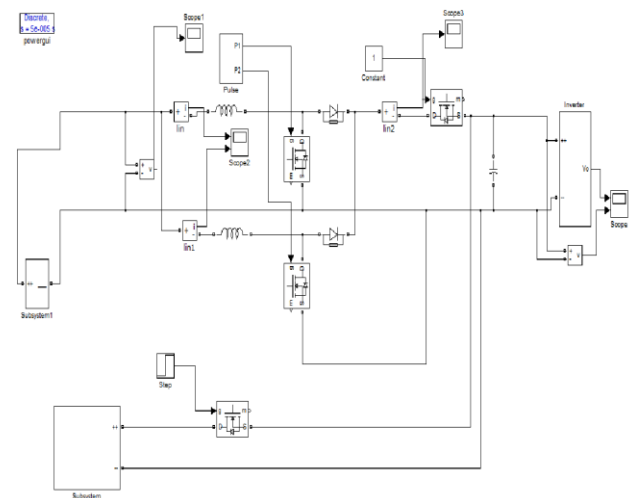 Discrete,
s = 5e-005 s
powergui
Scope1
Scope3
P1
P2
Pulse
1
Constant
Iin
Scope2
Iin2
g
m
D
S
Inverter
++
Vo
-
Scope
+
-
v
Iin1
+
-
v
Subsystem1
Step
g
m
D
S
++
Subsystem